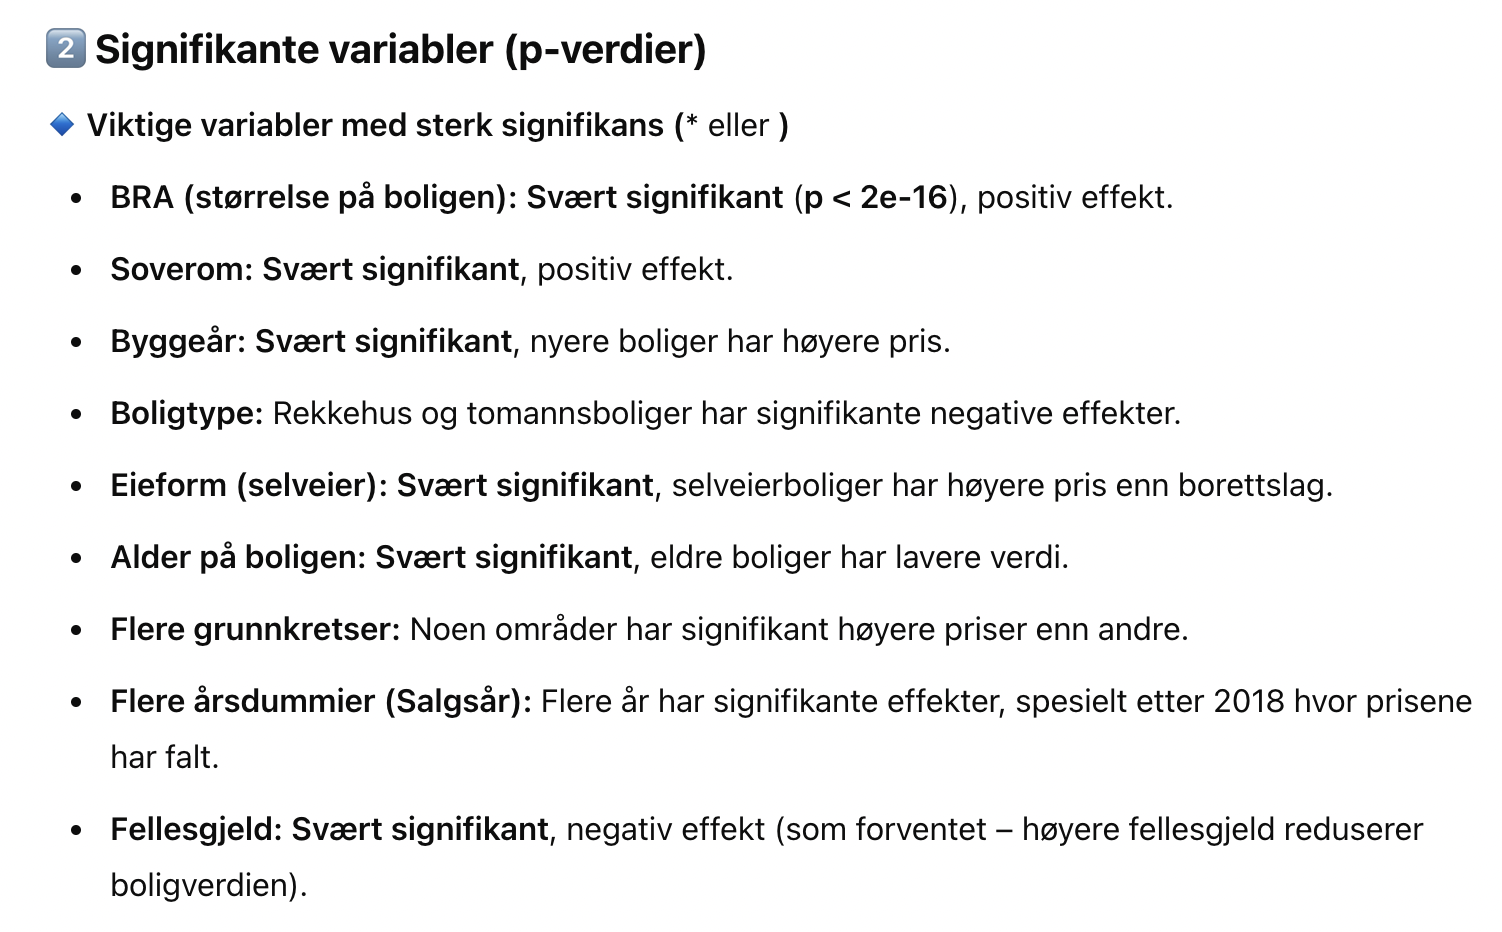 2 Signifikante variabler (p-verdier)
Viktige variabler med sterk signifikans (* eller )
• BRA (størrelse på boligen): Svært signifikant (p < 2e-16), positiv effekt.
• Soverom: Svært signifikant, positiv effekt.
• Byggeår: Svært signifikant, nyere boliger har høyere pris.
• Boligtype: Rekkehus og tomannsboliger har signifikante negative effekter.
• Eieform (selveier): Svært signifikant, selveierboliger har høyere pris enn borettslag.
• Alder på boligen: Svært signifikant, eldre boliger har lavere verdi.
• Flere grunnkretser: Noen områder har signifikant høyere priser enn andre.
• Flere årsdummier (Salgsår): Flere år har signifikante effekter, spesielt etter 2018 hvor prisene
har falt.
• Fellesgjeld: Svært signifikant, negativ effekt (som forventet – høyere fellesgjeld reduserer
boligverdien).